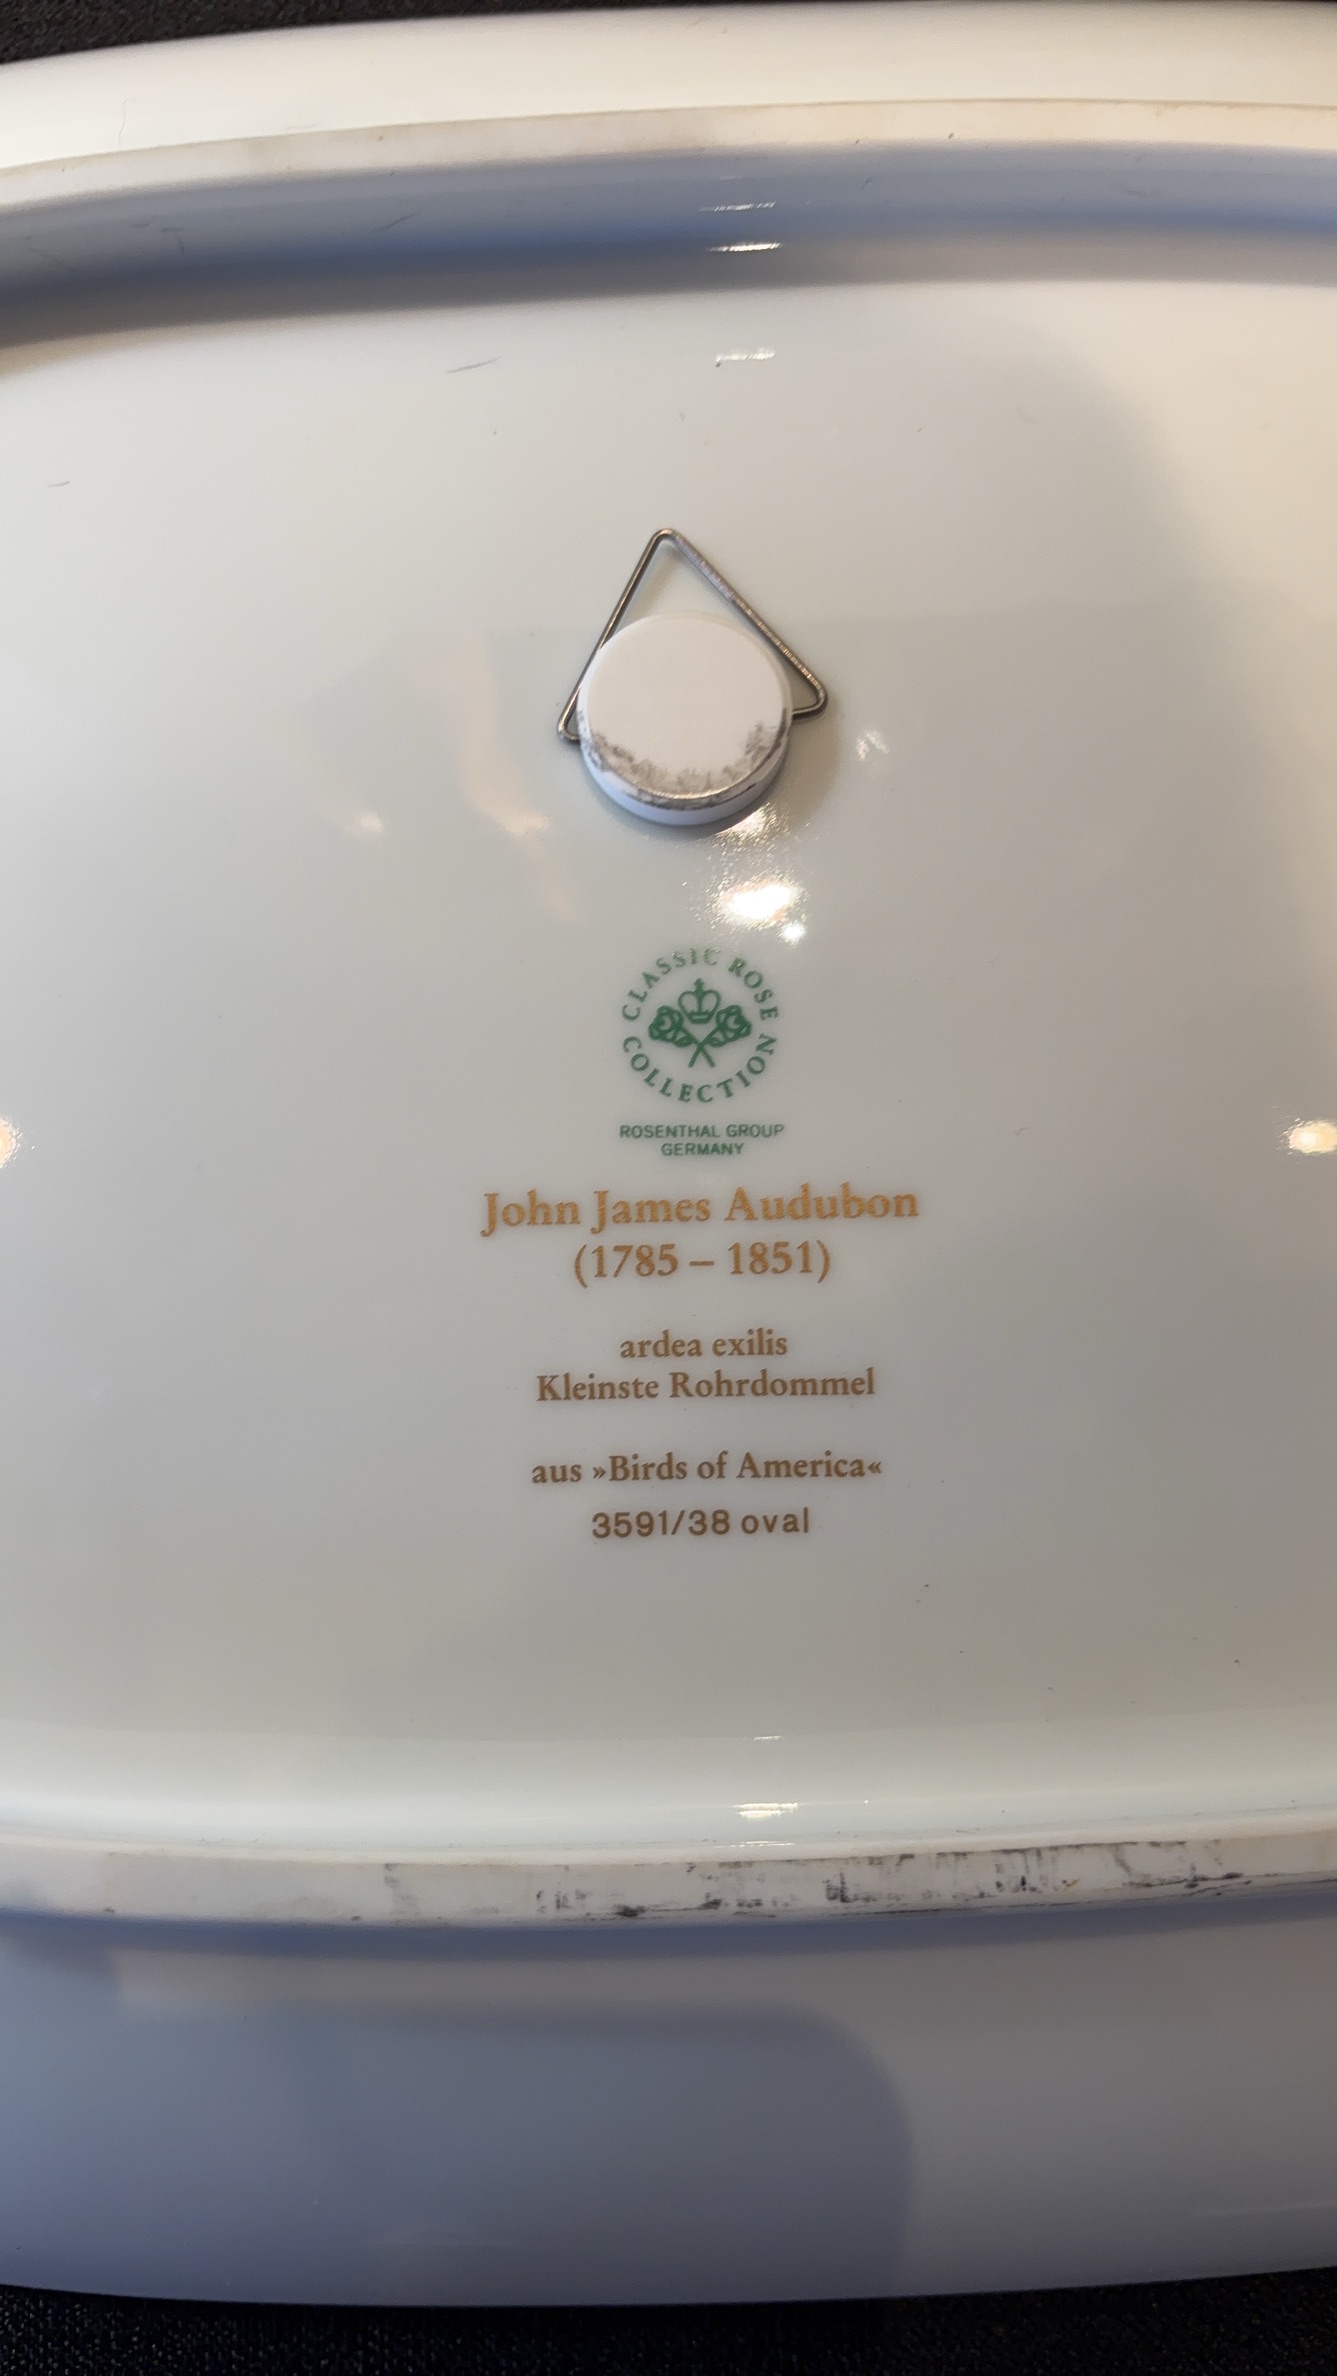 CLASSIC ROSE
COLLECTION
ROSENTHAL GROUP
GERMANY
John James Audubon
(1785 – 1851)
ardea exilis
Kleinste Rohrdommel
aus »Birds of America«
3591/38 oval